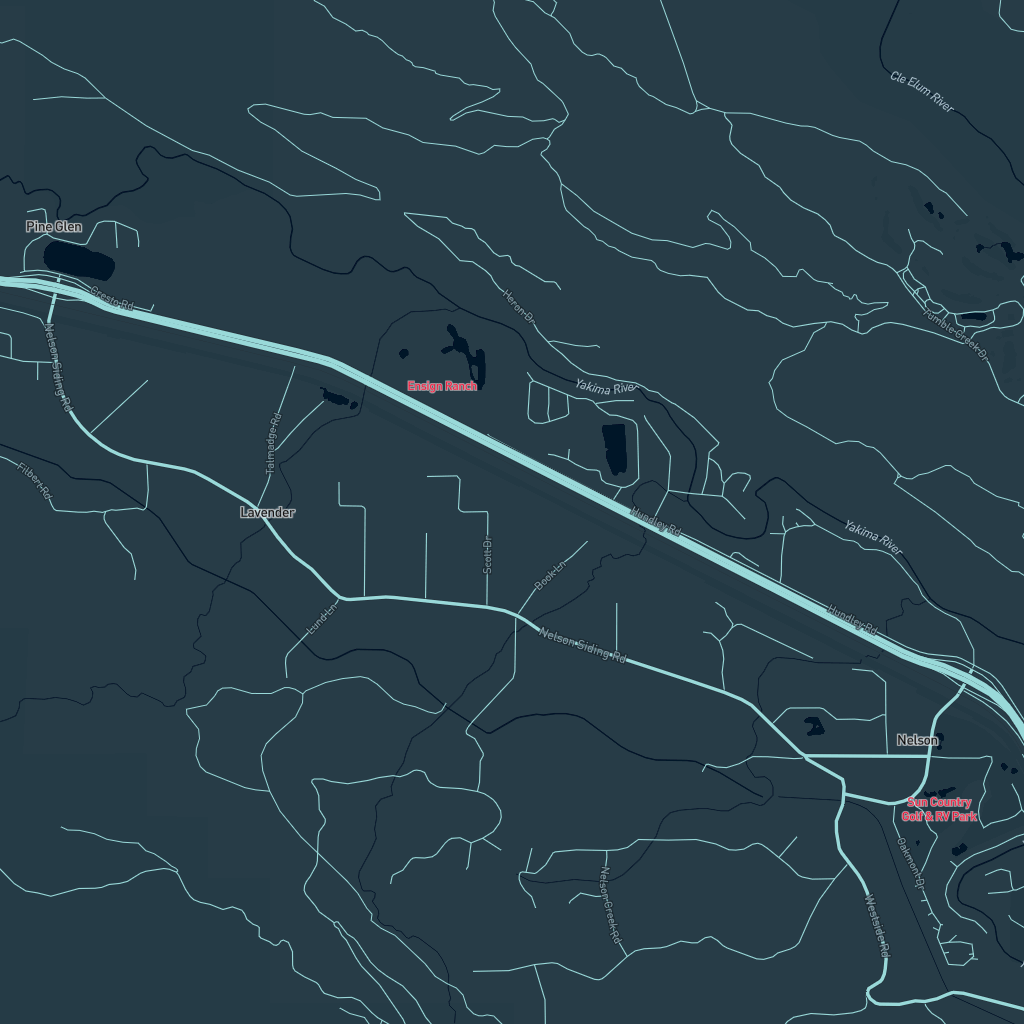 Cle Elum River
Pine Glen
Cresto Rd
Heron Dr
Tumble Creek Dr
Nelson Siding Rd
Ensign Ranch
Yakima River
Talmadge Rd
Filbert Rd
Lavender
Hundley Rd
Yakima River
Scott Dr
Book Ln
Lund Ln
Hundley Rd
Nelson Siding Rd
Nelson
Sun Country
Golf & RV Park
Oakmont Dr
Nelson Creek Rd
Westside Rd